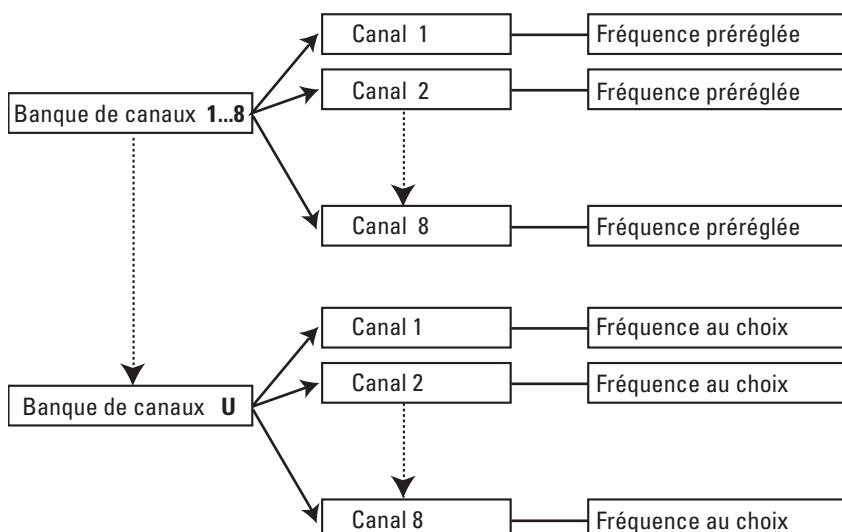 Canal 1 Fréquence préréglée
Canal 2 Fréquence préréglée
Banque de canaux 1...8
Canal 8 Fréquence préréglée
Canal 1 Fréquence au choix
Canal 2 Fréquence au choix
Banque de canaux U
Canal 8 Fréquence au choix